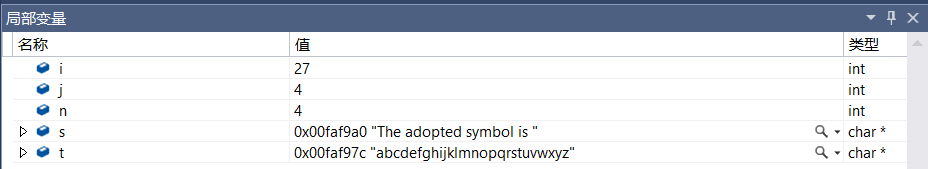 局部变量
名称 值 类型
i 27 int
j 4 int
n 4 int
s 0x00faf9a0 "The adopted symbol is " char *
t 0x00faf97c "abcdefghijklmnopqrstuvwxyz" char *